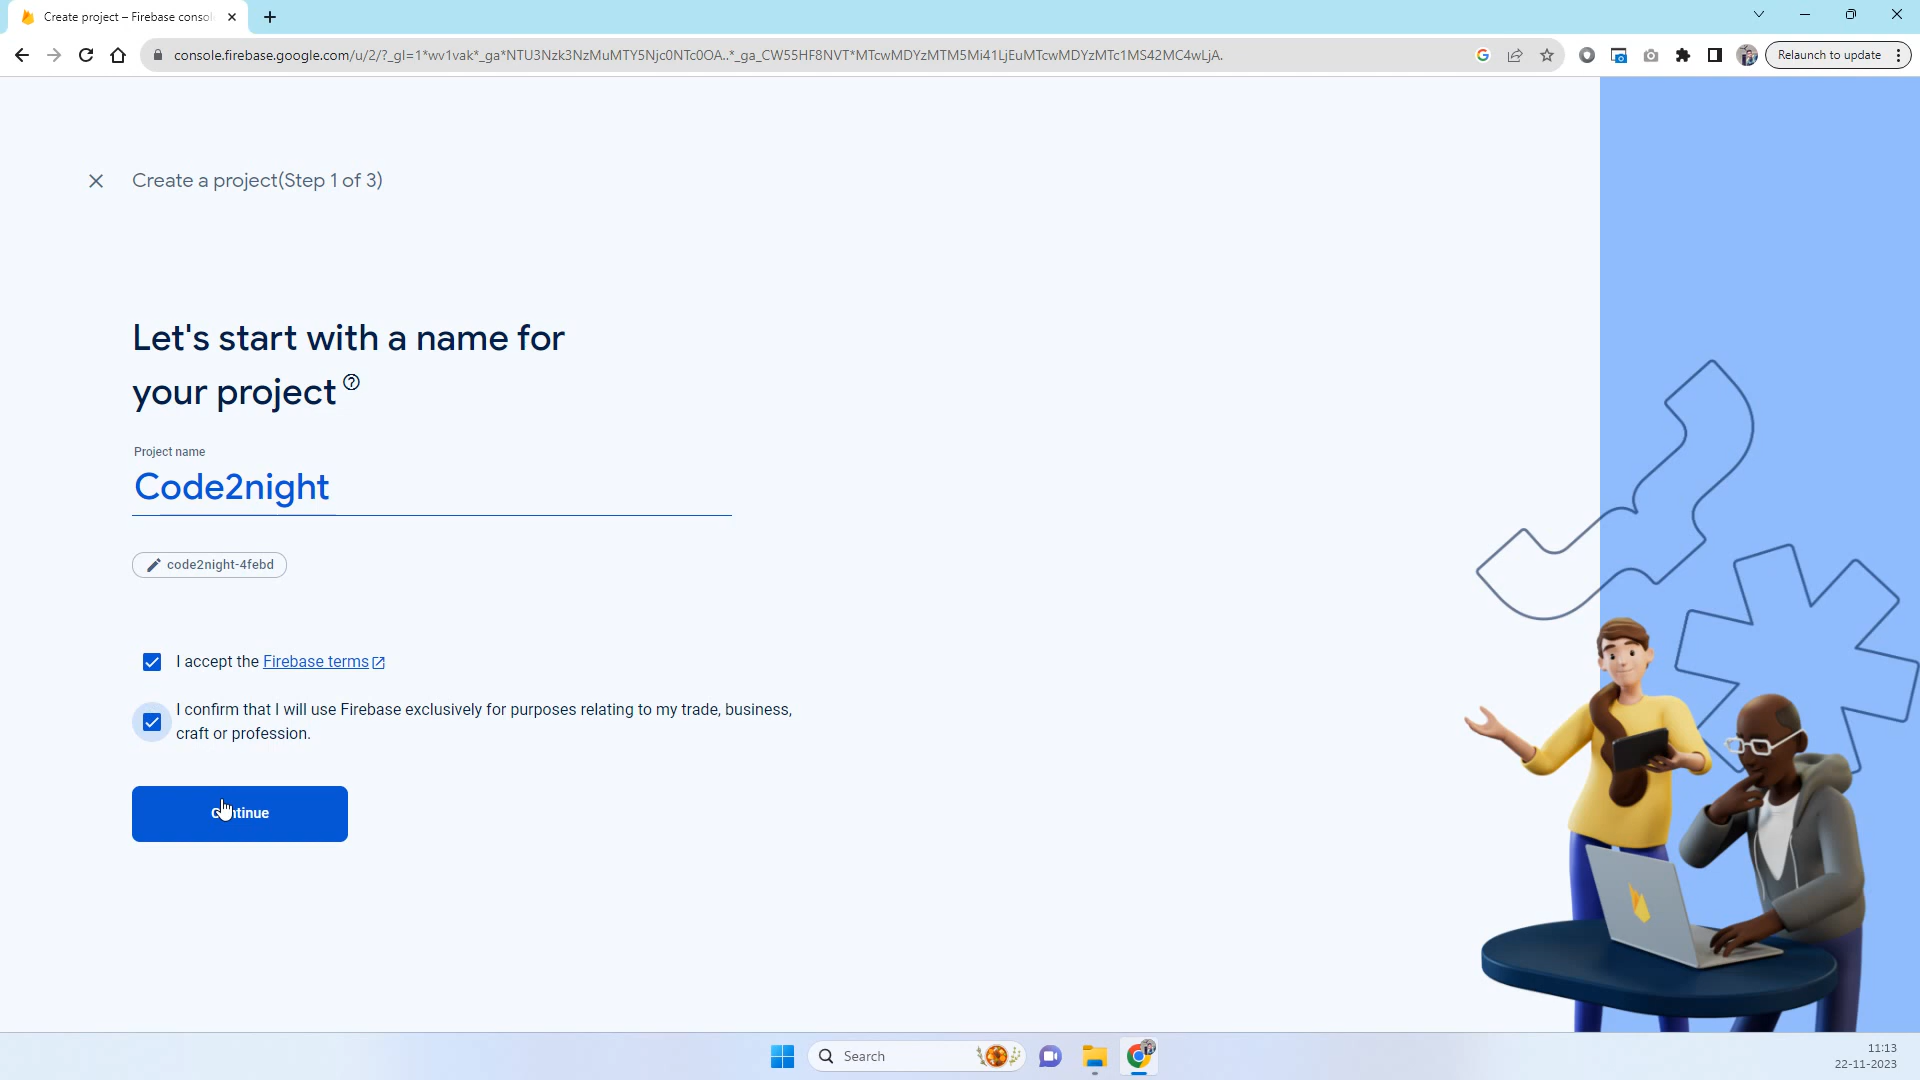 Create project – Firebase consol
console.firebase.google.com/u/2/?_gl=1*wv1vak*_ga*NTU3Nzk3NzMuMTY5Njc0NTc0OA..*_ga_CW55HF8NVT*MTcwMDYzMTM5Mi41LjEuMTcwMDYzMTc1MS42MC4wLjA.
Relaunch to update
Create a project(Step 1 of 3)
Let's start with a name for
your project
Project name
Code2night
code2night-4febd
I accept the Firebase terms
I confirm that I will use Firebase exclusively for purposes relating to my trade, business,
craft or profession.
Continue
Search
11:13
22-11-2023